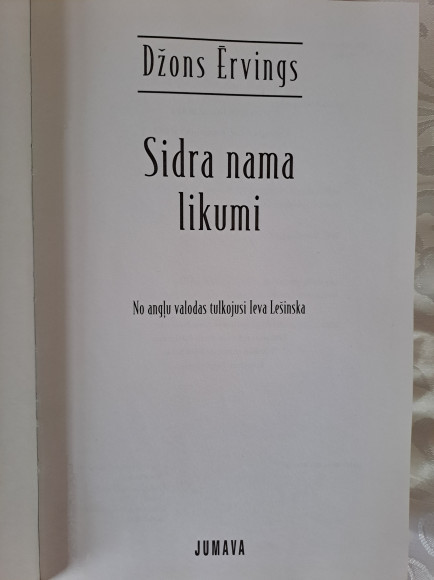 Džons Ērvings
Sidra nama
likumi
No angļu valodas tulkojusi Ieva Lešinska
JUMAVA